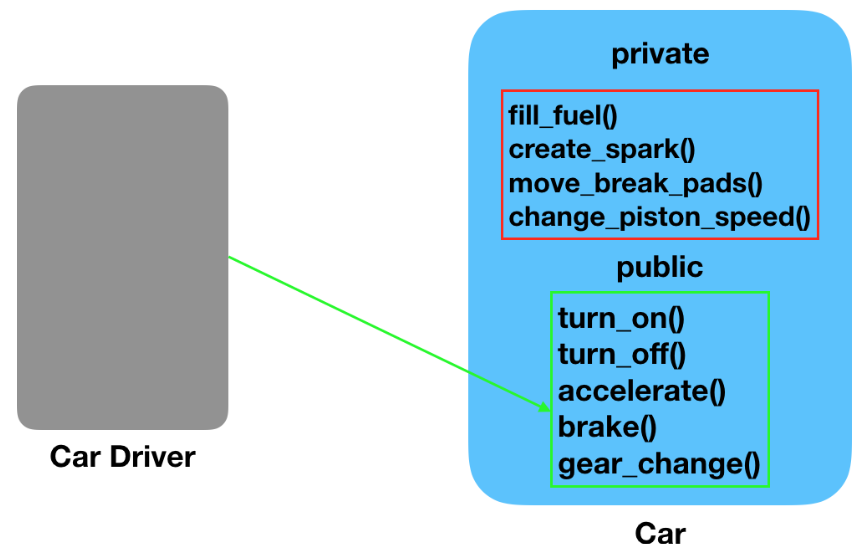 private
fill_fuel()
create_spark()
move_break_pads()
change_piston_speed()
public
turn_on()
turn_off()
accelerate()
brake()
gear_change()
Car Driver
Car